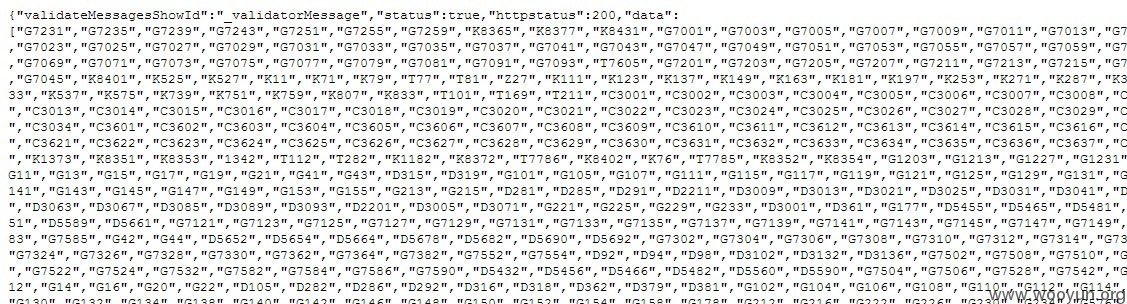 {"validateMessagesShowId":"_validatorMessage","status":true,"httpstatus":200,"data":
["G7231","G7235","G7239","G7243","G7251","G7255","G7259","K8365","K8377","K8431","G7001","G7003","G7005","G7007","G7009","G7011","G7013","G7
,"G7023","G7025","G7027","G7029","G7031","G7033","G7035","G7037","G7041","G7043","G7047","G7049","G7051","G7053","G7055","G7057","G7059","G7
,"G7069","G7071","G7073","G7075","G7077","G7079","G7081","G7091","G7093","T7605","G7201","G7203","G7205","G7207","G7211","G7213","G7215","G7
,"G7045","K8401","K525","K527","K11","K71","K79","T77","T81","Z27","K111","K123","K137","K149","K163","K181","K197","K253","K271","K287","K3
33","K537","K575","K739","K751","K759","K807","K833","T101","T169","T211","C3001","C3002","C3003","C3004","C3005","C3006","C3007","C3008","C
","C3013","C3014","C3015","C3016","C3017","C3018","C3019","C3020","C3021","C3022","C3023","C3024","C3025","C3026","C3027","C3028","C3029","C
","C3034","C3601","C3602","C3603","C3604","C3605","C3606","C3607","C3608","C3609","C3610","C3611","C3612","C3613","C3614","C3615","C3616","C
","C3621","C3622","C3623","C3624","C3625","C3626","C3627","C3628","C3629","C3630","C3631","C3632","C3633","C3634","C3635","C3636","C3637","C
","K1373","K8351","K8353","1342","T112","T282","K1182","K8372","T7786","K8402","K76","T7785","K8352","K8354","G1203","G1213","G1227","G1231"
G11","G13","G15","G17","G19","G21","G41","G43","D315","D319","G101","G105","G107","G111","G115","G117","G119","G121","G125","G129","G131","G
141","G143","G145","G147","G149","G153","G155","G213","G215","D281","D285","D291","D2211","D3009","D3013","D3021","D3025","D3031","D3041","D
,"D3063","D3067","D3085","D3089","D3093","D2201","D3005","D3071","G221","G225","G229","G233","D3001","D361","G177","D5455","D5465","D5481",
51","D5589","D5661","G7121","G7123","G7125","G7127","G7129","G7131","G7133","G7135","G7137","G7139","G7141","G7143","G7145","G7147","G7149",
83","G7585","G42","G44","D5652","D5654","D5664","D5678","D5682","D5690","D5692","G7302","G7304","G7306","G7308","G7310","G7312","G7314","G73
G7324","G7326","G7328","G7330","G7362","G7364","G7382","G7552","G7554","D92","D94","D98","D3102","D3132","D3136","G7502","G7508","G7510","G
,"G7522","G7524","G7532","G7582","G7584","G7586","G7590","D5432","D5456","D5466","D5482","D5560","D5590","G7504","G7506","G7528","G7542","G
12","G14","G16","G20","G22","D105","D282","D286","D292","D316","D318","D336","D362","D379","D381","G102","G104","G106","G108","G110","G112","G114","G